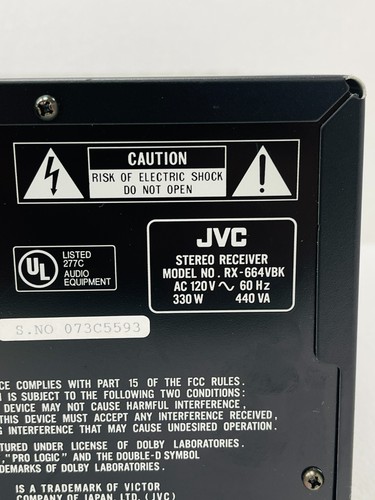 CAUTION
RISK OF ELECTRIC SHOCK
DO NOT OPEN
UL
LISTED
277C
AUDIO
EQUIPMENT
JVC
STEREO RECEIVER
MODEL NO. RX-664VBK
AC 120V ~ 60 Hz
330 W 440 VA
S.NO 073C5593
CE COMPLIES WITH PART 15 OF THE FCC RULES.
IS SUBJECT TO THE FOLLOWING TWO CONDITIONS:
DEVICE MAY NOT CAUSE HARMFUL INTERFERENCE,
THIS DEVICE MUST ACCEPT ANY INTERFERENCE RECEIVED,
NG INTERFERENCE THAT MAY CAUSE UNDESIRED OPERATION.
TURED UNDER LICENSE OF DOLBY LABORATORIES.
,"PRO LOGIC" AND THE DOUBLE-D SYMBOL
DEMARKS OF DOLBY LABORATORIES.
IS A TRADEMARK OF VICTOR
COMPANY OF JAPAN, LTD. (JVC)